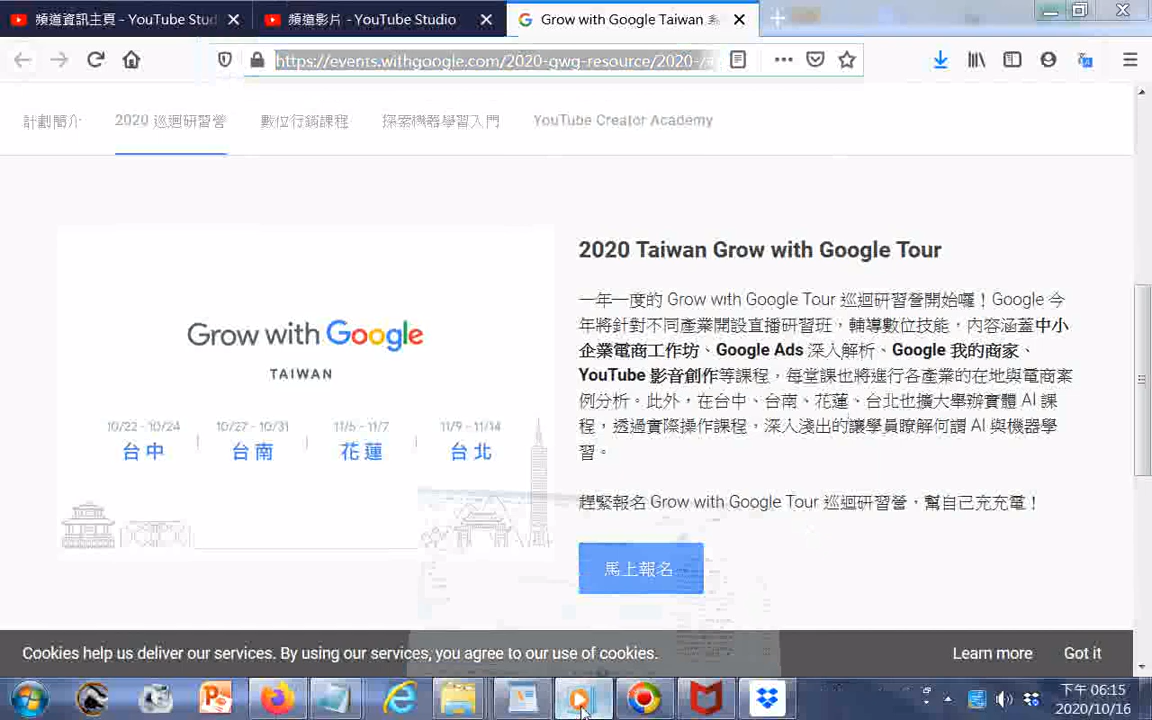 頻道資訊主頁 - YouTube Stud
頻道影片 - YouTube Studio
Grow with Google Taiwan 系
https://events.withgoogle.com/2020-gwg-resource/2020-
計劃簡介
2020 巡迴研習營
數位行銷課程
探索機器學習入門
YouTube Creator Academy
2020 Taiwan Grow with Google Tour
一年一度的 Grow with Google Tour 巡迴研習營開始囉！Google 今
年將針對不同產業開設直播研習班，輔導數位技能，內容涵蓋中小
企業電商工作坊、Google Ads 深入解析、Google 我的商家、
YouTube 影音創作等課程，每堂課也將進行各產業的在地與電商案
例分析。此外，在台中、台南、花蓮、台北也擴大舉辦實體 AI 課
程，透過實際操作課程，深入淺出的讓學員瞭解何謂 AI 與機器學
習。
趕緊報名 Grow with Google Tour 巡迴研習營，幫自己充充電！
馬上報名
Grow with Google
TAIWAN
10/22 - 10/24
台中
10/27 - 10/31
台南
11/5 - 11/7
花蓮
11/9 - 11/14
台北
Cookies help us deliver our services. By using our services, you agree to our use of cookies.
Learn more
Got it
下午 06:15
2020/10/16